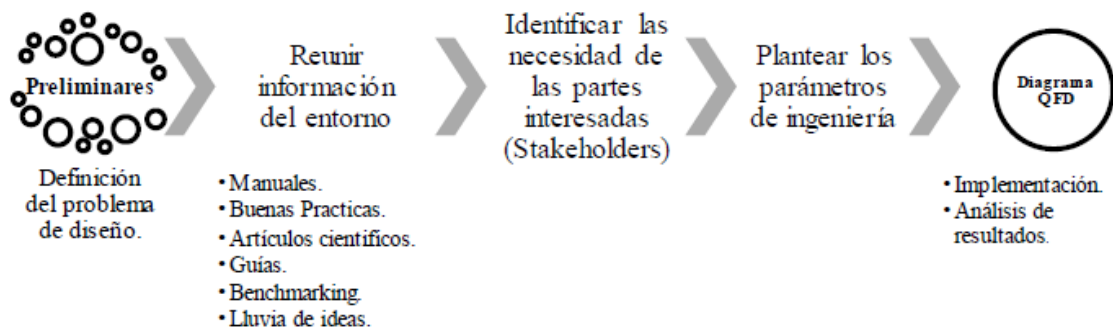 Preliminares
Definición
del problema
de diseño.
Reunir
información
del entorno
• Manuales.
• Buenas Practicas.
• Artículos científicos.
• Guías.
• Benchmarking.
• Lluvia de ideas.
Identificar las
necesidad de
las partes
interesadas
(Stakeholders)
Plantear los
parámetros
de ingeniería
Diagrama
QFD
• Implementación.
• Análisis de
resultados.